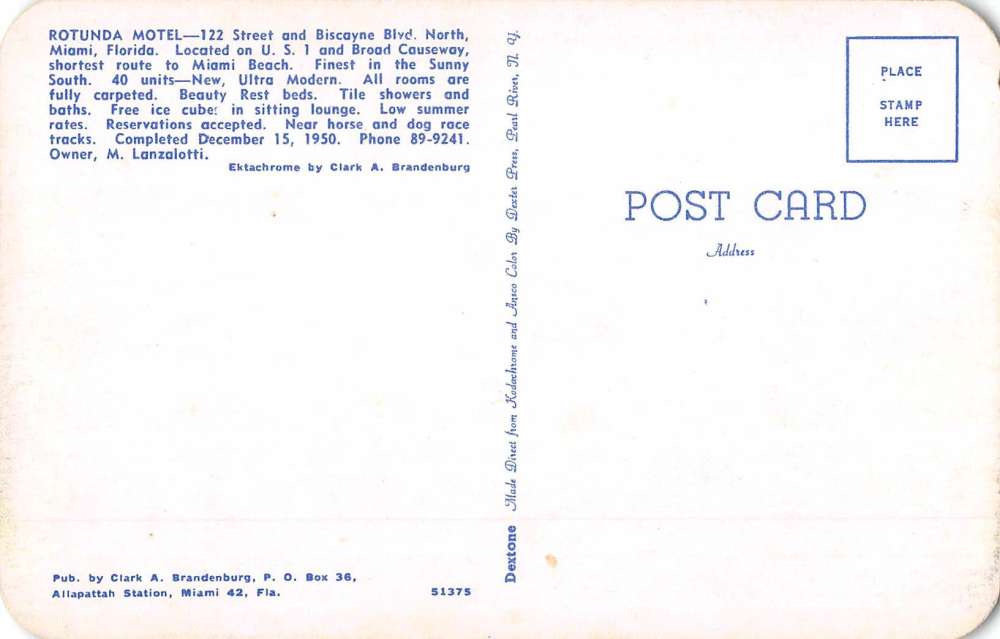 ROTUNDA MOTEL—122 Street and Biscayne Blvd. North,
Miami, Florida. Located on U. S. 1 and Broad Causeway,
shortest route to Miami Beach. Finest in the Sunny
South. 40 units—New, Ultra Modern. All rooms are
fully carpeted. Beauty Rest beds. Tile showers and
baths. Free ice cubes in sitting lounge. Low summer
rates. Reservations accepted. Near horse and dog race
tracks. Completed December 15, 1950. Phone 89-9241.
Owner, M. Lanzalotti.
Ektachrome by Clark A. Brandenburg
Pub. by Clark A. Brandenburg, P. O. Box 36,
Allapattah Station, Miami 42, Fla.
51375
Dextone Made Direct from Kodachrome and Ansco Color By Dexter Press, Pearl River, N. Y.
PLACE
STAMP
HERE
POST CARD
Address